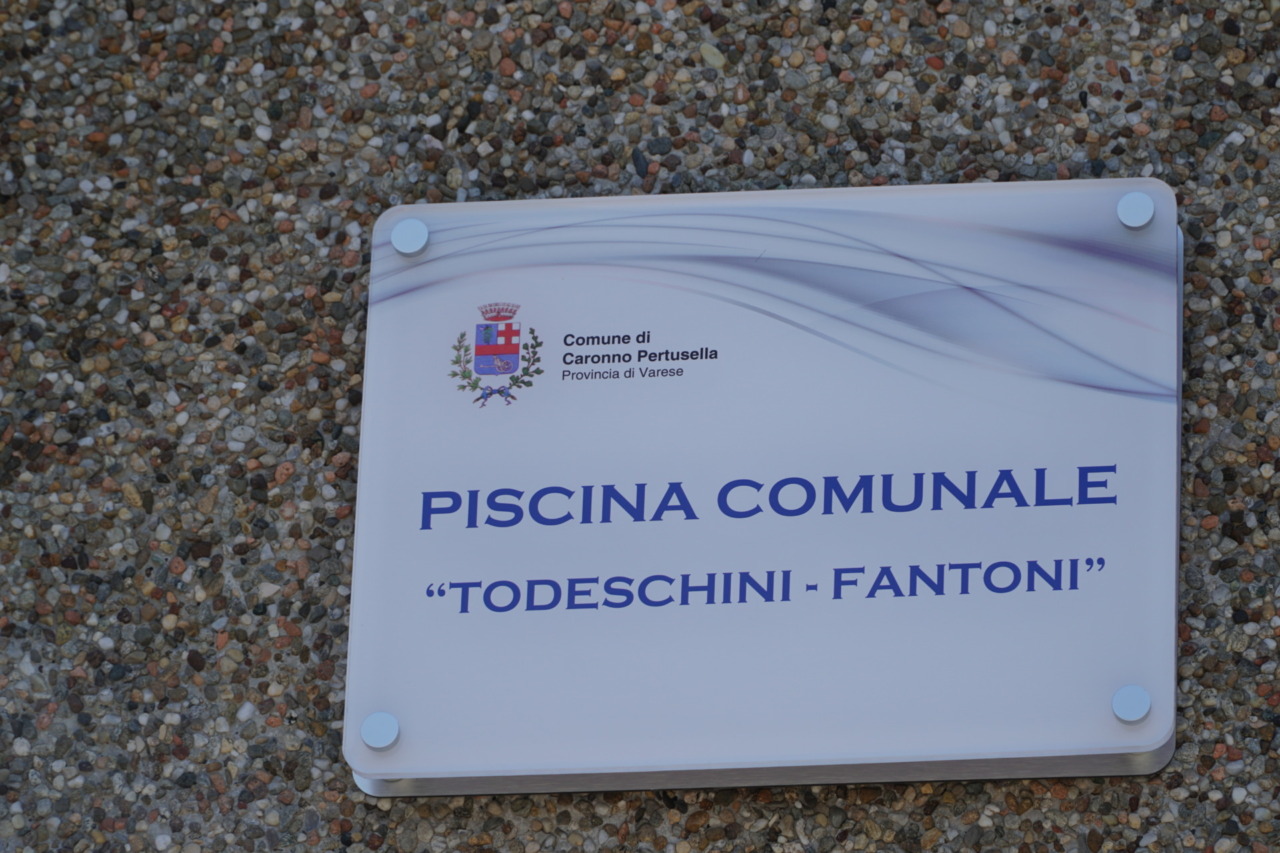 Comune di
Caronno Pertusella
Provincia di Varese
PISCINA COMUNALE
“TODESCHINI - FANTONI”